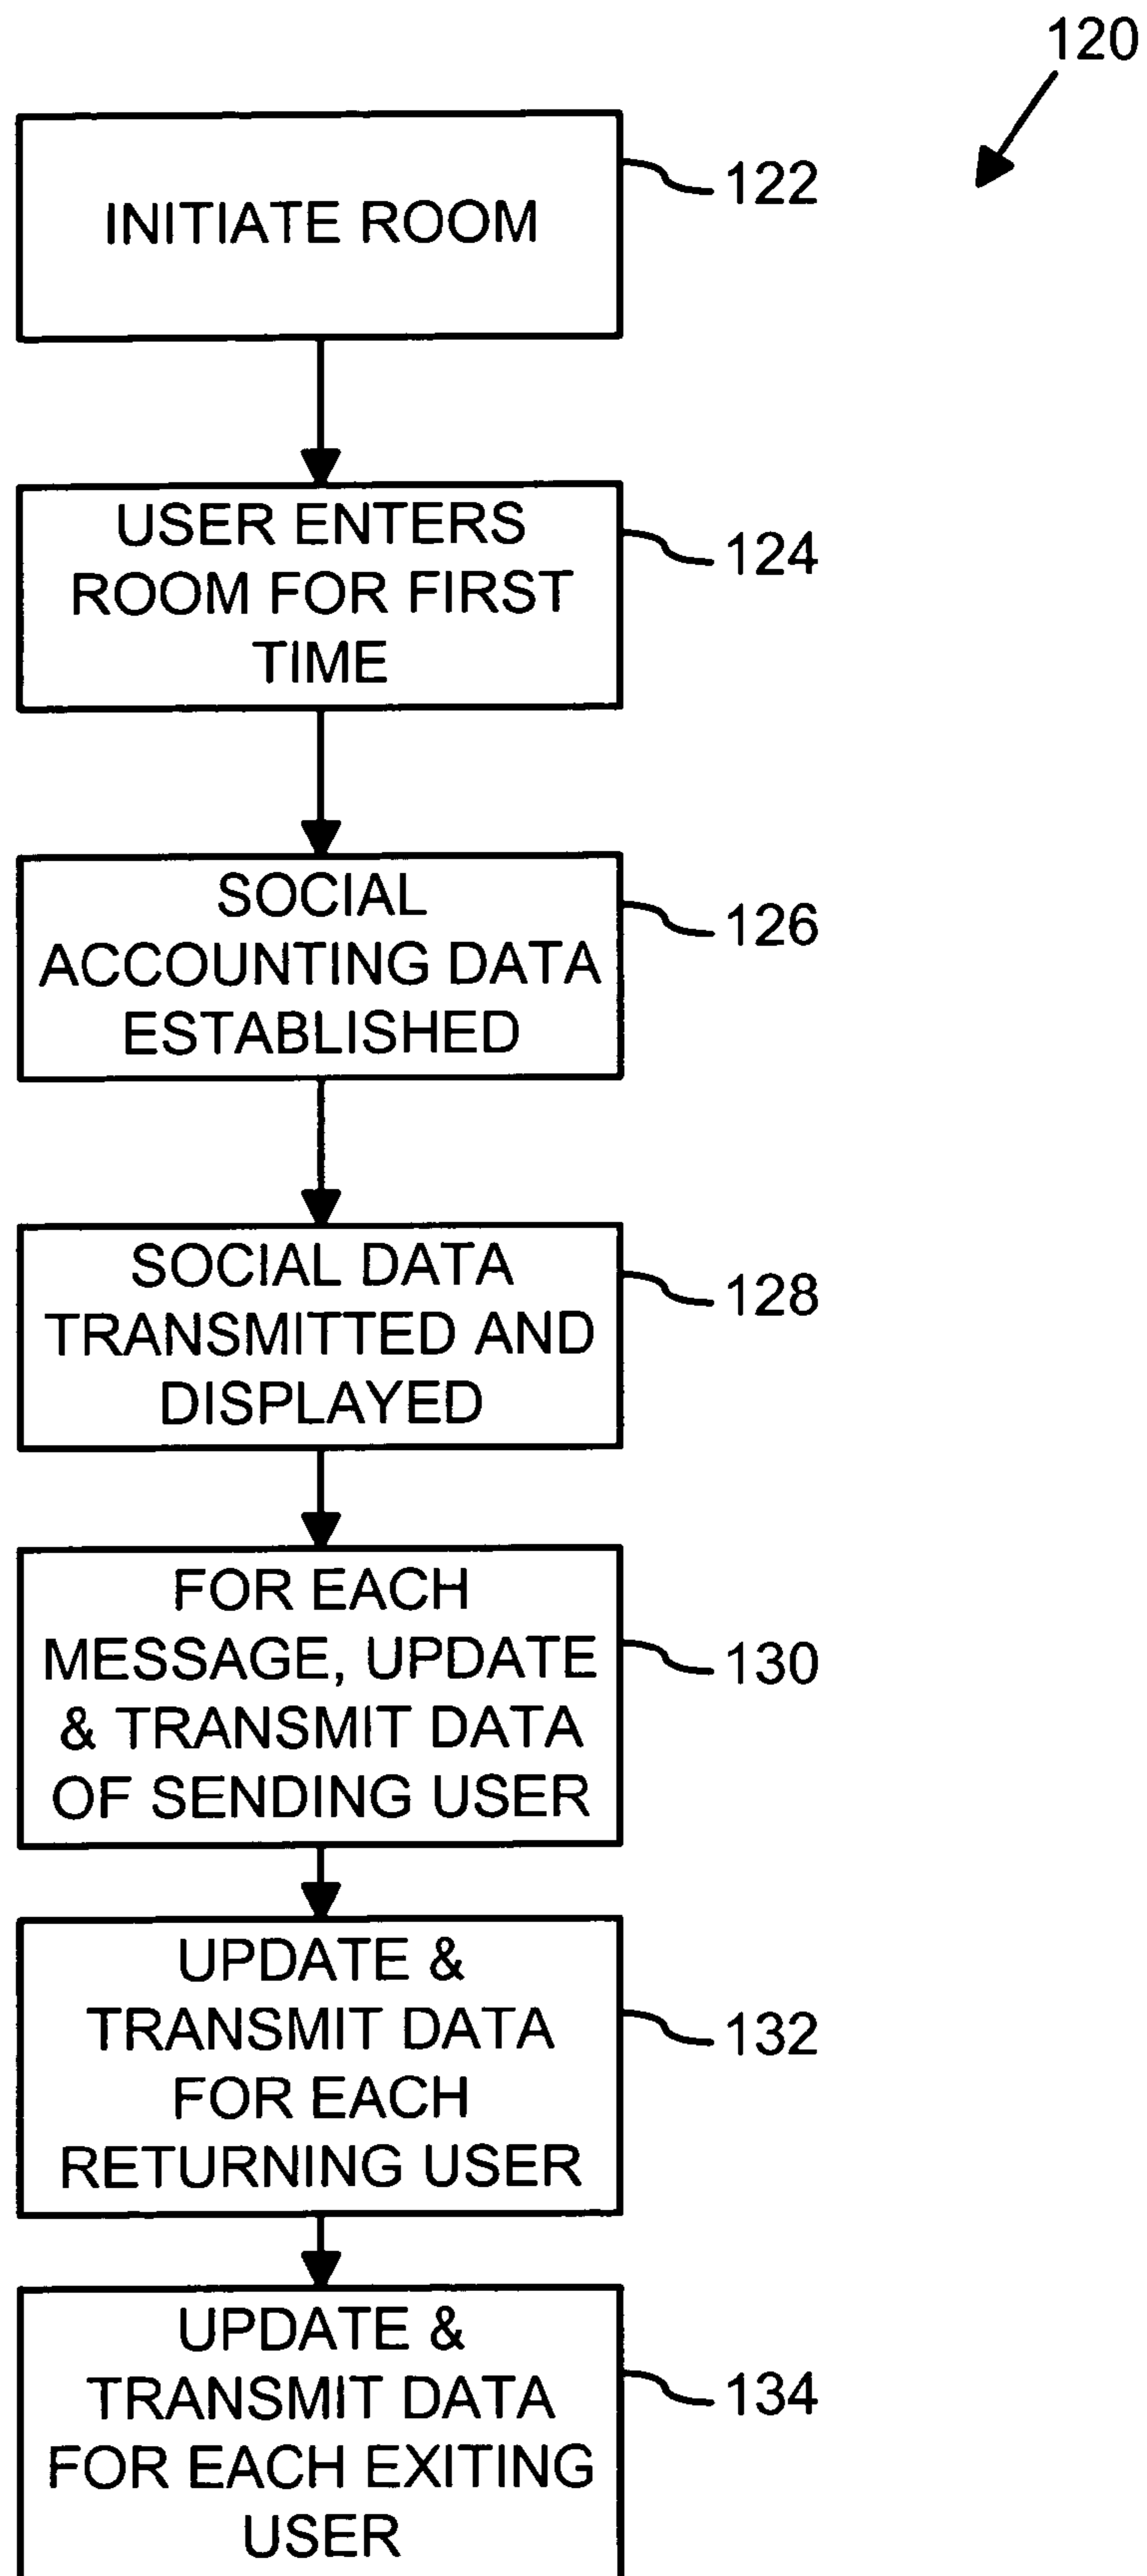 120
INITIATE ROOM
122
USER ENTERS
ROOM FOR FIRST
TIME
124
SOCIAL
ACCOUNTING DATA
ESTABLISHED
126
SOCIAL DATA
TRANSMITTED AND
DISPLAYED
128
FOR EACH
MESSAGE, UPDATE
& TRANSMIT DATA
OF SENDING USER
130
UPDATE &
TRANSMIT DATA
FOR EACH
RETURNING USER
132
UPDATE &
TRANSMIT DATA
FOR EACH EXITING
USER
134